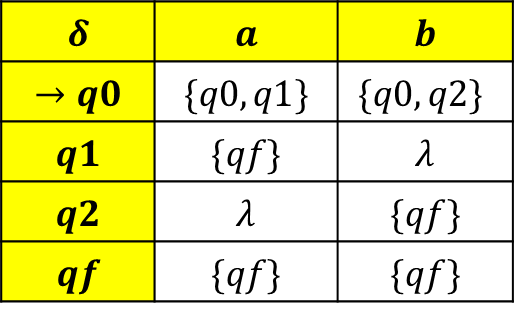 δ a b
→ q0 {q0, q1} {q0, q2}
q1 {qf} λ
q2 λ {qf}
qf {qf} {qf}